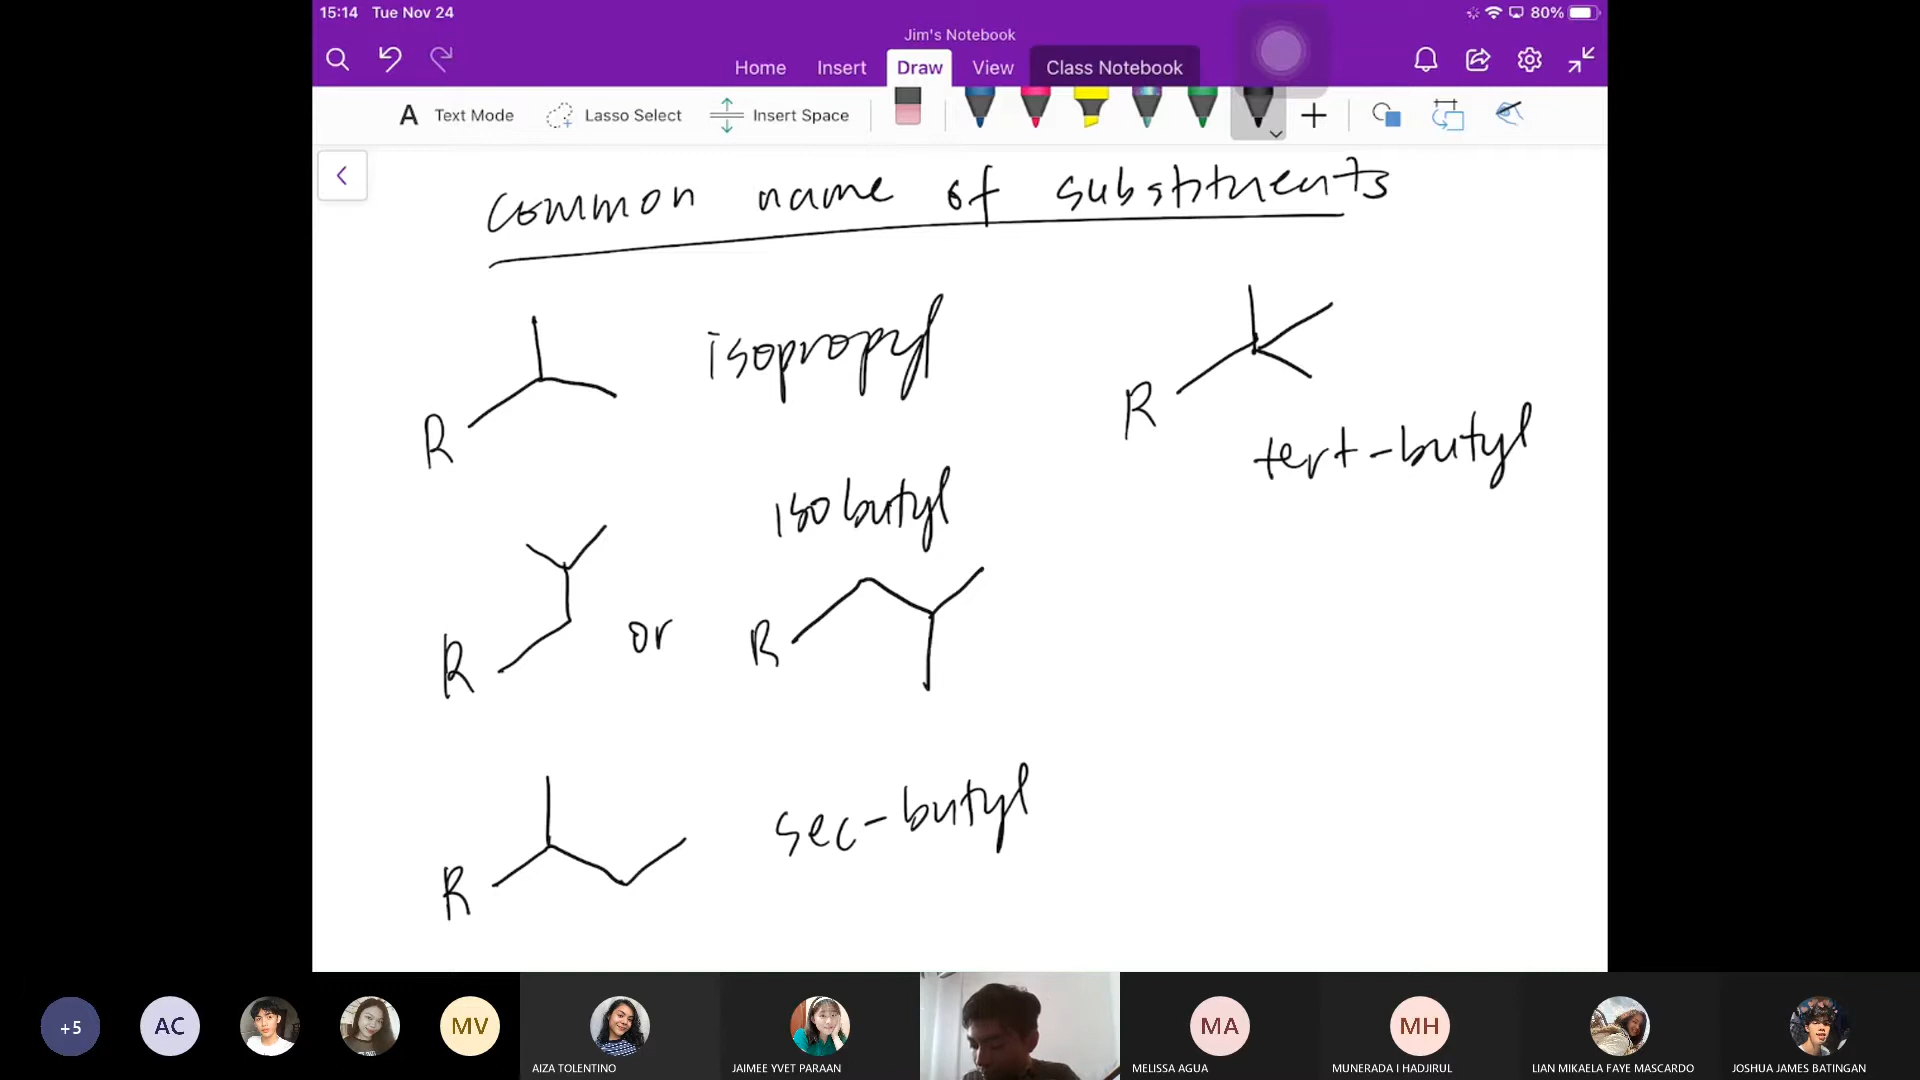 15:14 Tue Nov 24
80%
Jim's Notebook
Home Insert Draw View Class Notebook
A Text Mode Lasso Select Insert Space
common name of substituents
R
isopropyl
R
tert-butyl
isobutyl
R or R
R
sec-butyl
+5 AC MV MA MH
AIZA TOLENTINO JAIMEE YVET PARAAN MELISSA AGUA MUNERADA I HADJIRUL LIAN MIKAELA FAYE MASCARDO JOSHUA JAMES BATINGAN